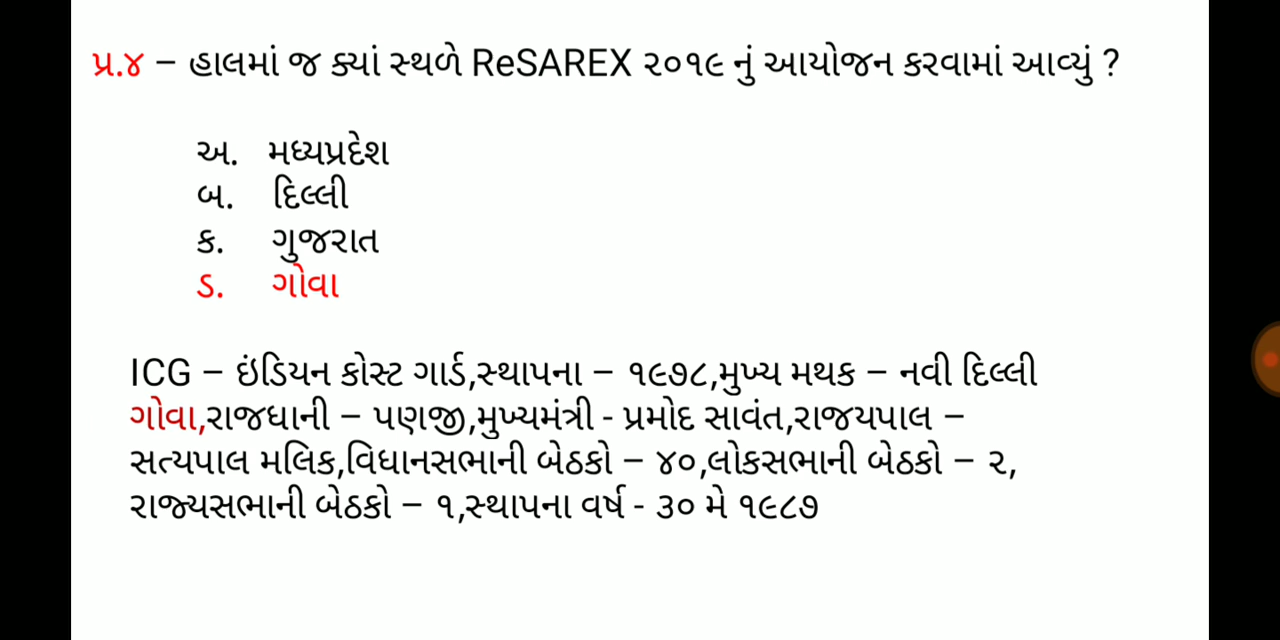 પ્ર.૪ – હાલમાં જ ક્યાં સ્થળે ReSAREX ૨૦૧૯ નું આયોજન કરવામાં આવ્યું ?
અ. મધ્યપ્રદેશ
બ. દિલ્લી
ક. ગુજરાત
ડ. ગોવા
ICG – ઇંડિયન કોસ્ટ ગાર્ડ,સ્થાપના – ૧૯૭૮,મુખ્ય મથક – નવી દિલ્લી
ગોવા,રાજધાની – પણજી,મુખ્યમંત્રી - પ્રમોદ સાવંત,રાજયપાલ –
સત્યપાલ મલિક,વિધાનસભાની બેઠકો – ૪૦,લોકસભાની બેઠકો – ૨,
રાજ્યસભાની બેઠકો – ૧,સ્થાપના વર્ષ - ૩૦ મે ૧૯૮૭